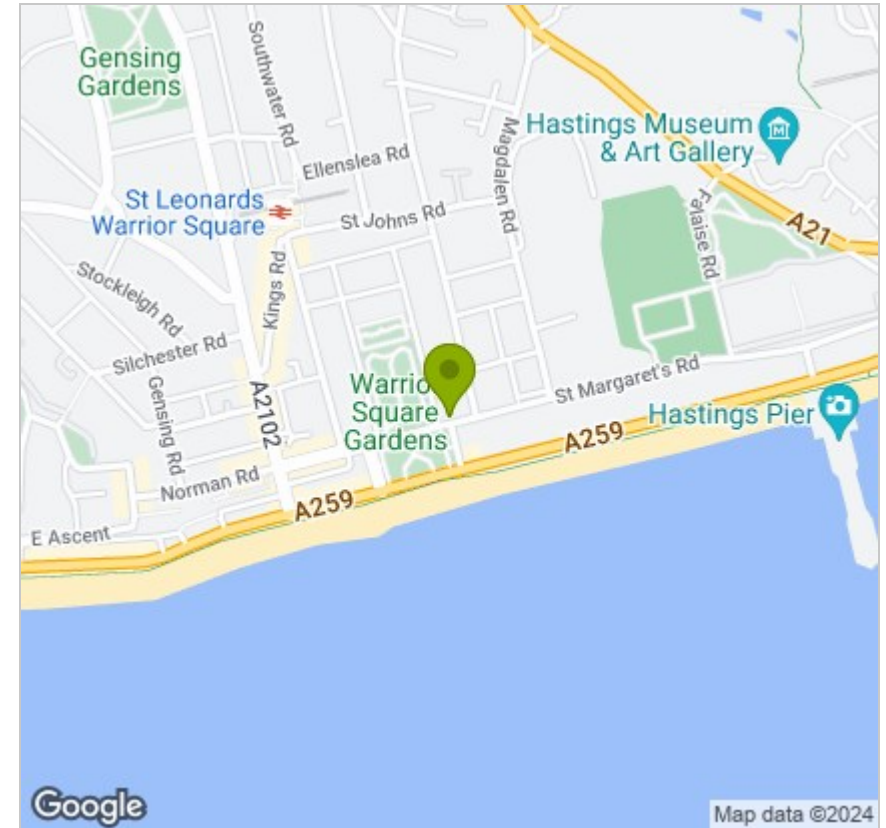 Gensing
Gardens
Southwater Rd
Ellenslea Rd
Magdalen Rd
Hastings Museum
& Art Gallery
St Leonards
Warrior Square
St Johns Rd
Falaise Rd
A21
Kings Rd
Stockleigh Rd
Silchester Rd
Gensing Rd
A2102
Warrior
Square
Gardens
St Margaret's Rd
Hastings Pier
A259
Norman Rd
A259
E Ascent
Google
Map data ©2024